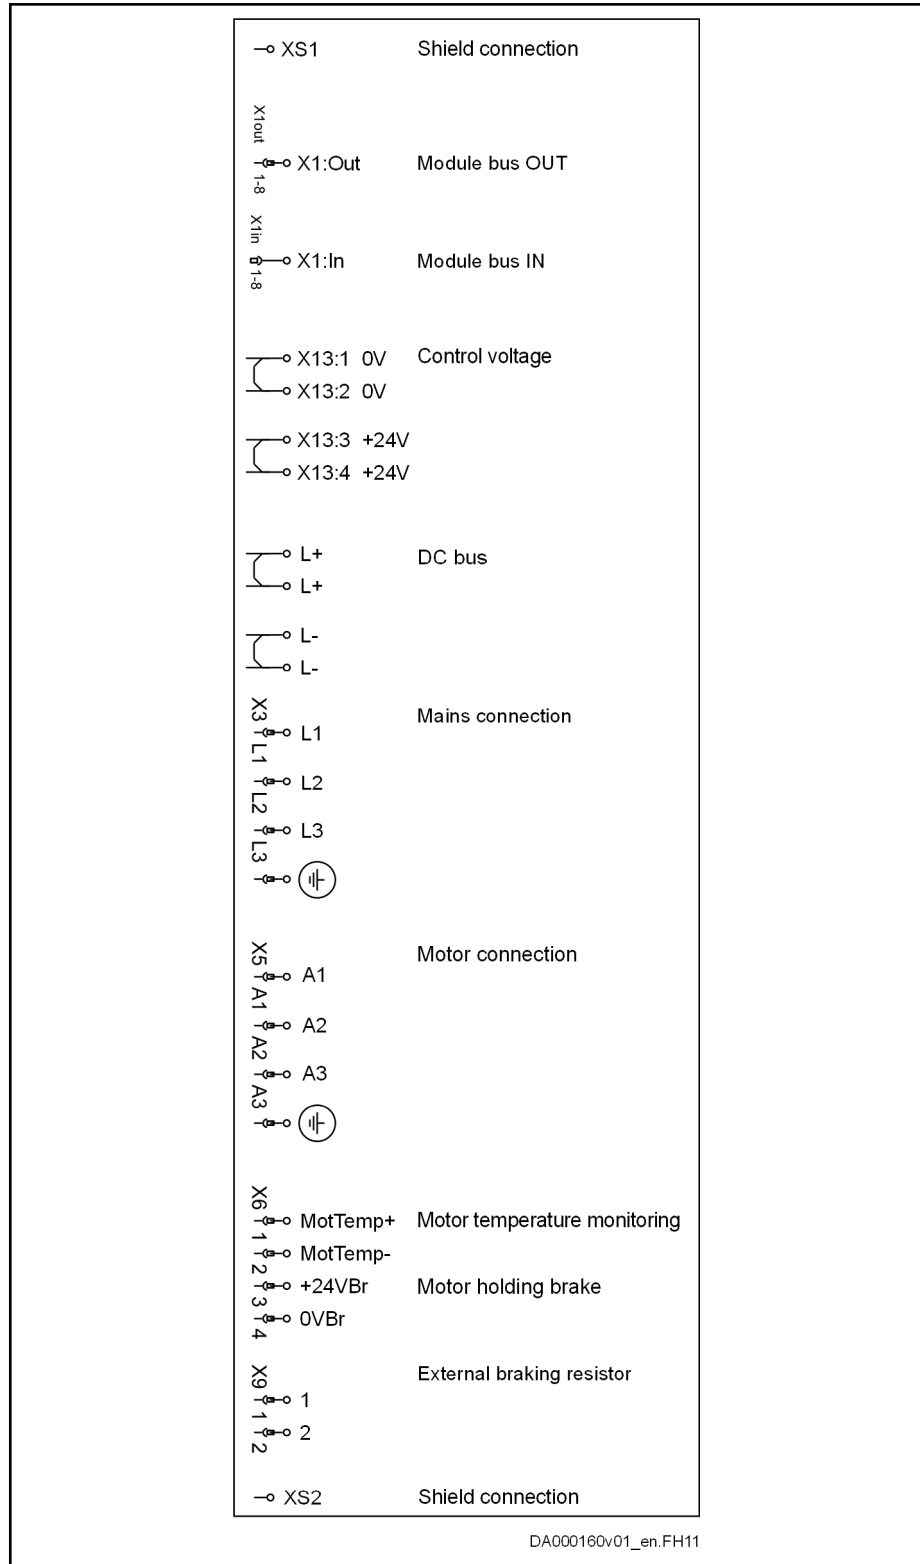 XS1 Shield connection
X1out
X1:Out Module bus OUT
1-8
X1in
X1:In Module bus IN
1-8
X13:1 0V Control voltage
X13:2 0V
X13:3 +24V
X13:4 +24V
L+ DC bus
L+
L-
L-
X3 Mains connection
L1
L1
L2
L2
L3
L3
X5 Motor connection
A1
A1
A2
A2
A3
A3
X6
MotTemp+ Motor temperature monitoring
1
MotTemp-
2
+24VBr Motor holding brake
3
0VBr
4
X9 External braking resistor
1
1
2
2
XS2 Shield connection
DA000160v01_en.FH11